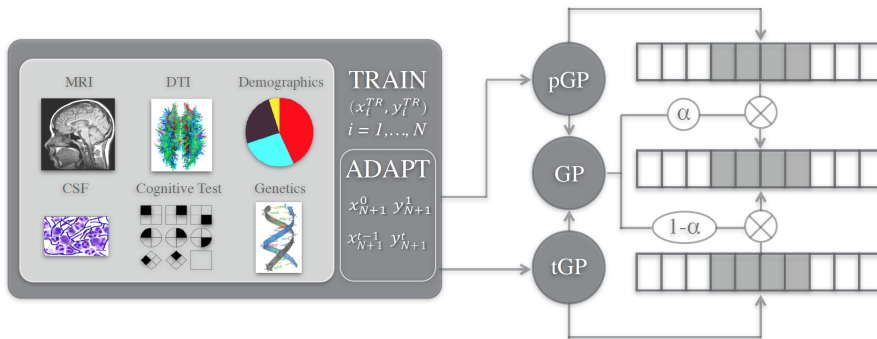 MRI
DTI
Demographics
CSF
Cognitive Test
Genetics
TRAIN
(x_i^{TR}, y_i^{TR})
i = 1,…, N
ADAPT
x_{N+1}^0 y_{N+1}^1
x_{N+1}^{t-1} y_{N+1}^t
pGP
GP
tGP
α
1-α